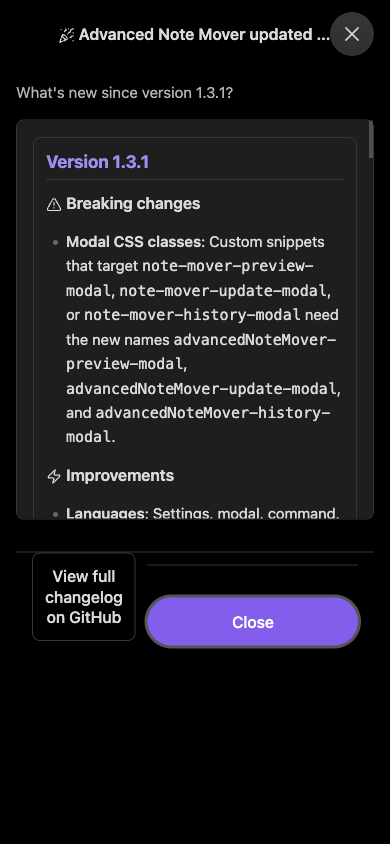 Advanced Note Mover updated ...
What's new since version 1.3.1?
Version 1.3.1
Breaking changes
Modal CSS classes: Custom snippets
that target note-mover-preview-
modal, note-mover-update-modal,
or note-mover-history-modal need
the new names advancedNoteMover-
preview-modal,
advancedNoteMover-update-modal,
and advancedNoteMover-history-
modal.
Improvements
Languages: Settings, modal, command,
View full
changelog
on GitHub
Close